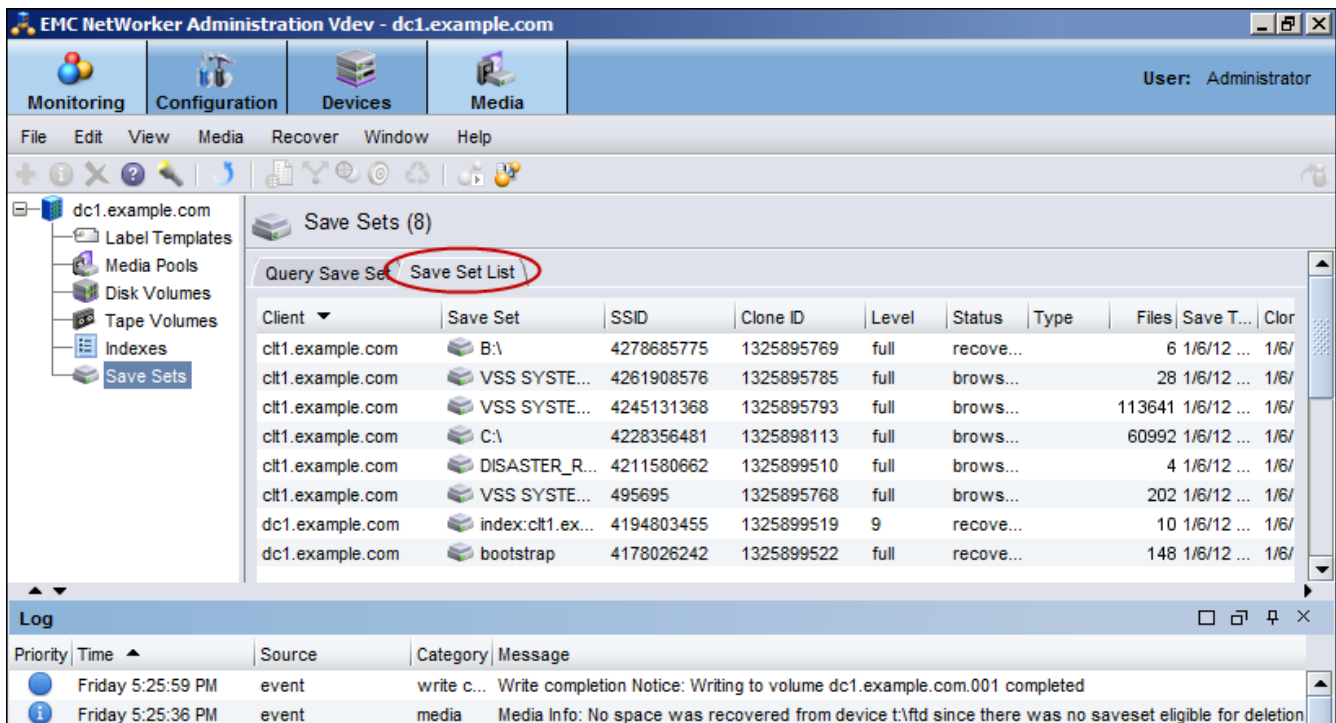 EMC NetWorker Administration Vdev - dc1.example.com
Monitoring Configuration Devices Media User: Administrator
File Edit View Media Recover Window Help
dc1.example.com
Label Templates
Media Pools
Disk Volumes
Tape Volumes
Indexes
Save Sets
Save Sets (8)
Query Save Set Save Set List
Client Save Set SSID Clone ID Level Status Type Files Save T... Clor
clt1.example.com B:\ 4278685775 1325895769 full recove... 6 1/6/12 ... 1/6/
clt1.example.com VSS SYSTE... 4261908576 1325895785 full brows... 28 1/6/12 ... 1/6/
clt1.example.com VSS SYSTE... 4245131368 1325895793 full brows... 113641 1/6/12 ... 1/6/
clt1.example.com C:\ 4228356481 1325898113 full brows... 60992 1/6/12 ... 1/6/
clt1.example.com DISASTER_R... 4211580662 1325899510 full brows... 4 1/6/12 ... 1/6/
clt1.example.com VSS SYSTE... 495695 1325895768 full brows... 202 1/6/12 ... 1/6/
dc1.example.com index:clt1.ex... 4194803455 1325899519 9 recove... 10 1/6/12 ... 1/6/
dc1.example.com bootstrap 4178026242 1325899522 full recove... 148 1/6/12 ... 1/6/
Log
Priority Time Source Category Message
Friday 5:25:59 PM event write c... Write completion Notice: Writing to volume dc1.example.com.001 completed
Friday 5:25:36 PM event media Media Info: No space was recovered from device t:\ftd since there was no saveset eligible for deletion